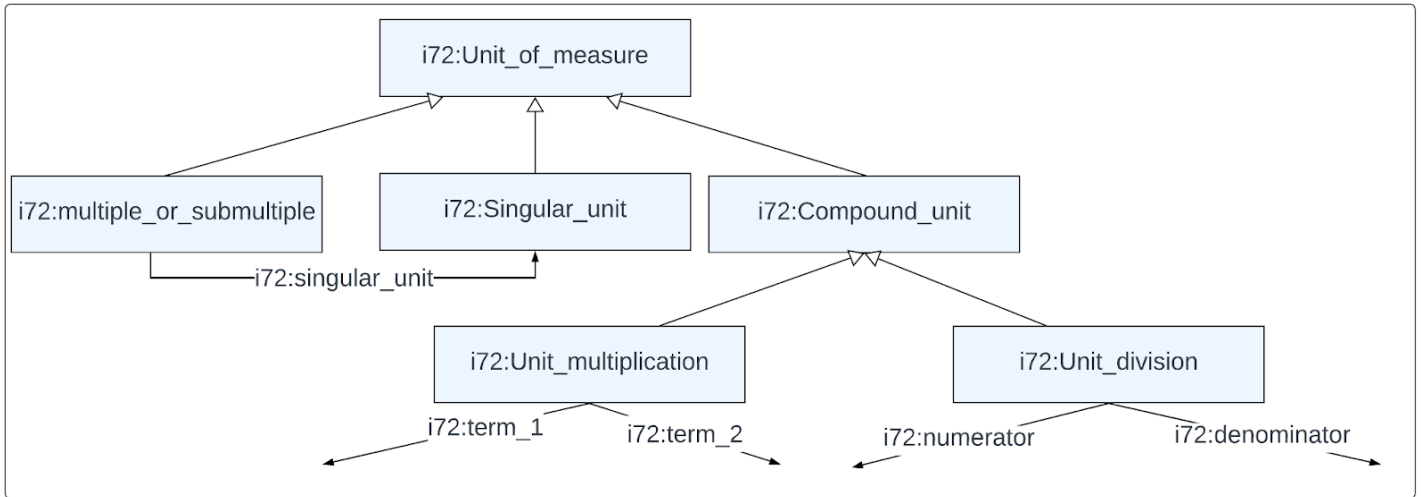 i72:Unit_of_measure
i72:multiple_or_submultiple
i72:Singular_unit
i72:Compound_unit
i72:singular_unit
i72:Unit_multiplication
i72:Unit_division
i72:term_1
i72:term_2
i72:numerator
i72:denominator